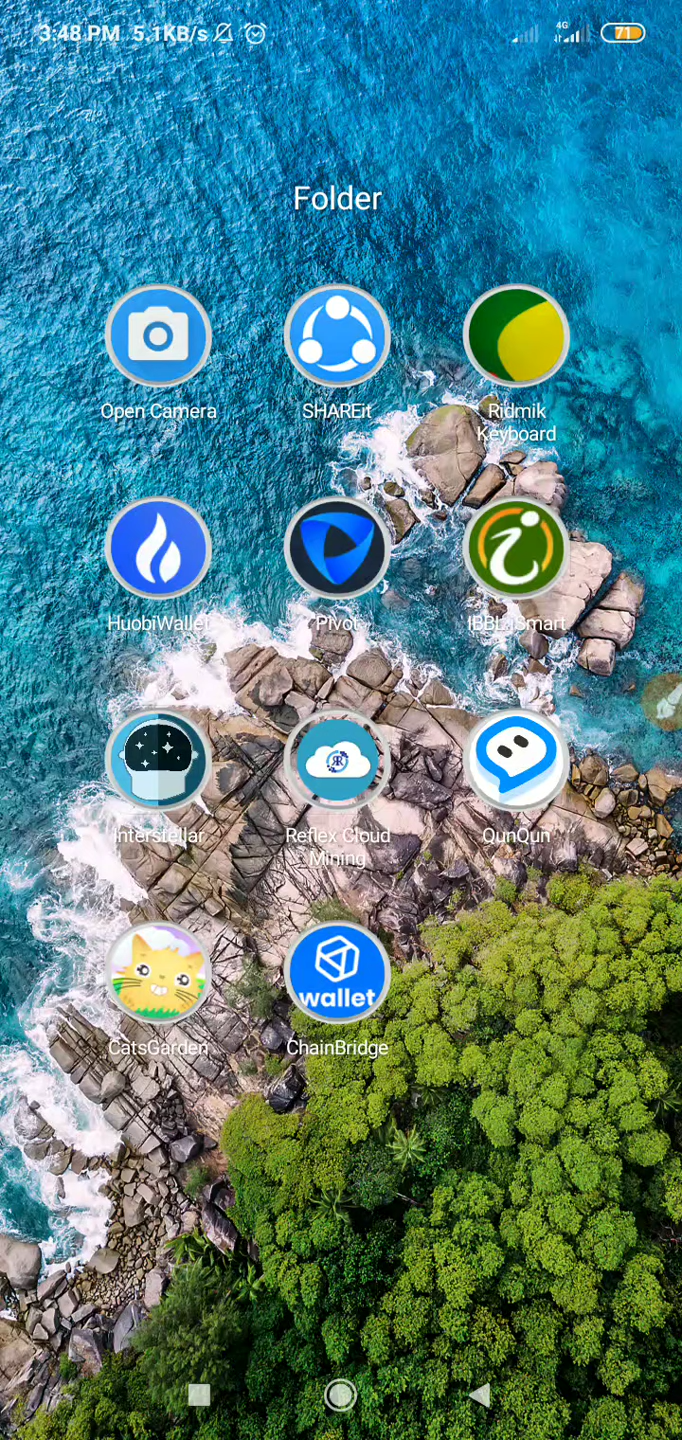 3:48 PM 5.1KB/s 4G 71
Folder
Open Camera SHAREit Ridmik
Keyboard
HuobiWallet Pivot IBBL iSmart
Interstellar Reflex Cloud QunQun
Mining
wallet
CatsGarden ChainBridge